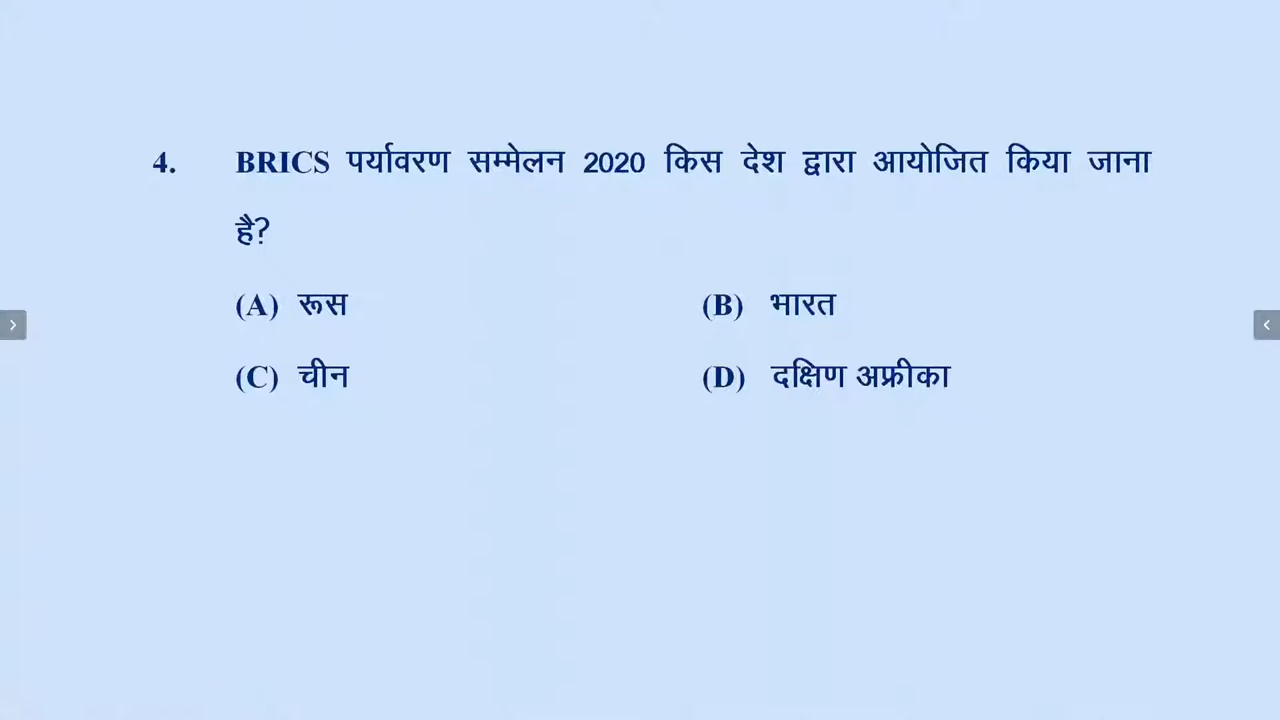 4. BRICS पर्यावरण सम्मेलन 2020 किस देश द्वारा आयोजित किया जाना
है?
(A) रूस (B) भारत
(C) चीन (D) दक्षिण अफ्रीका